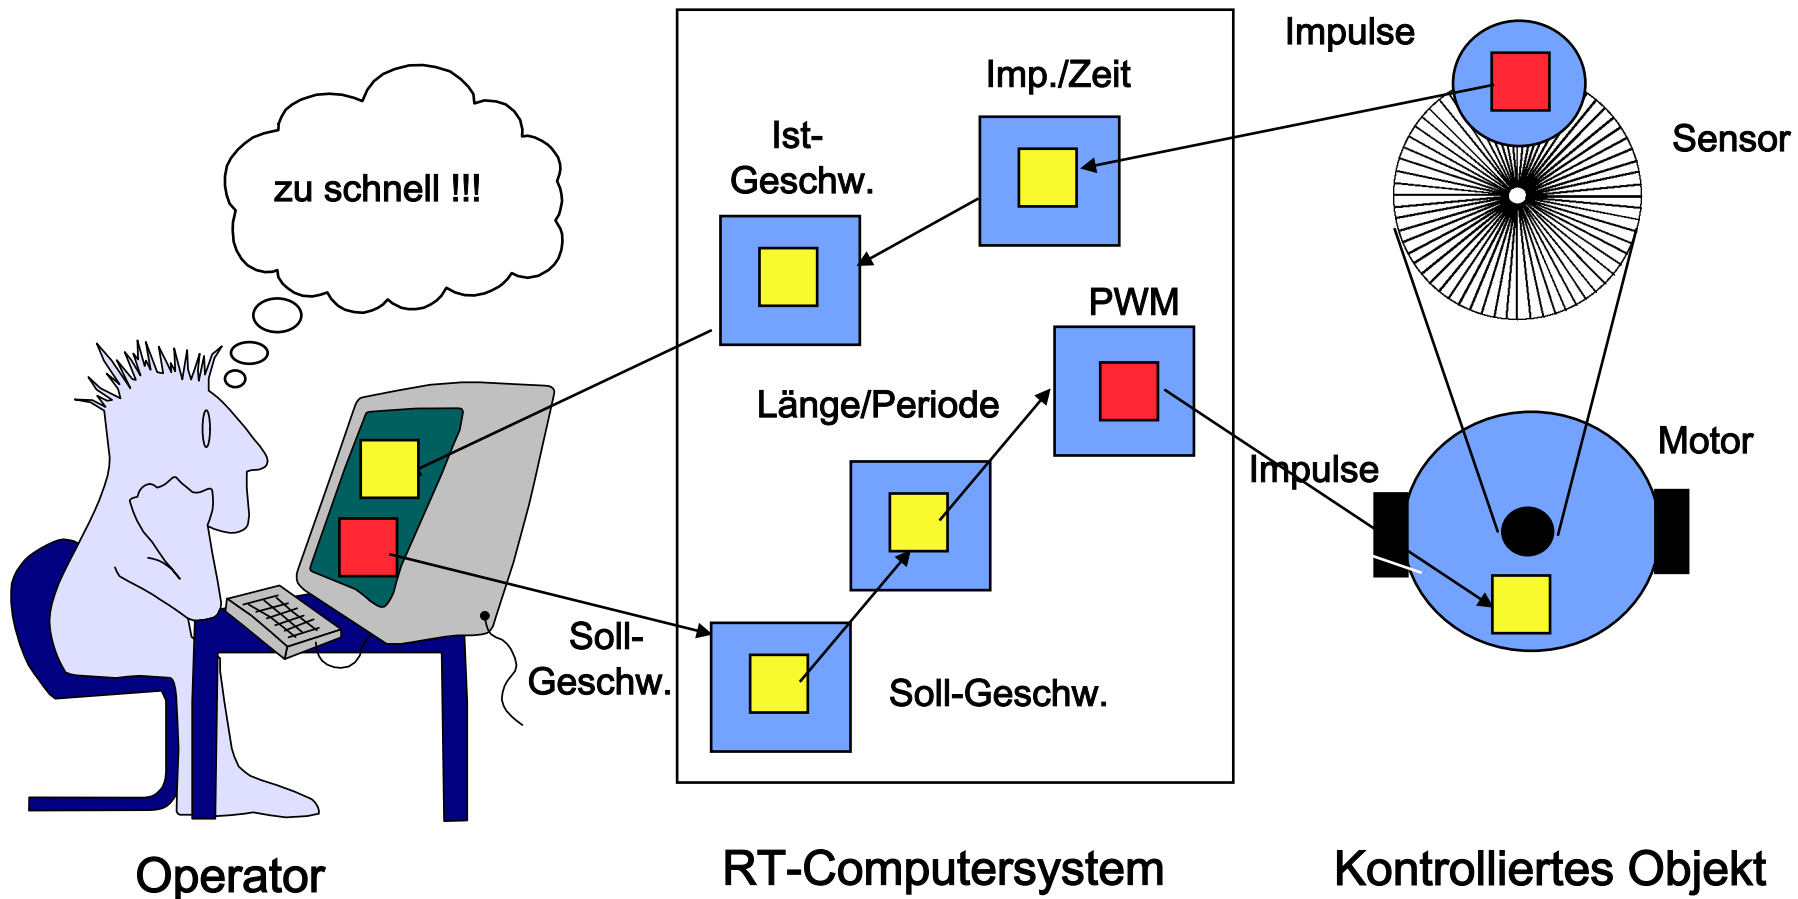 zu schnell !!!
Imp./Zeit
Ist-
Geschw.
PWM
Länge/Periode
Soll-
Geschw.
Soll-Geschw.
Impulse
Sensor
Motor
Impulse
Operator
RT-Computersystem
Kontrolliertes Objekt